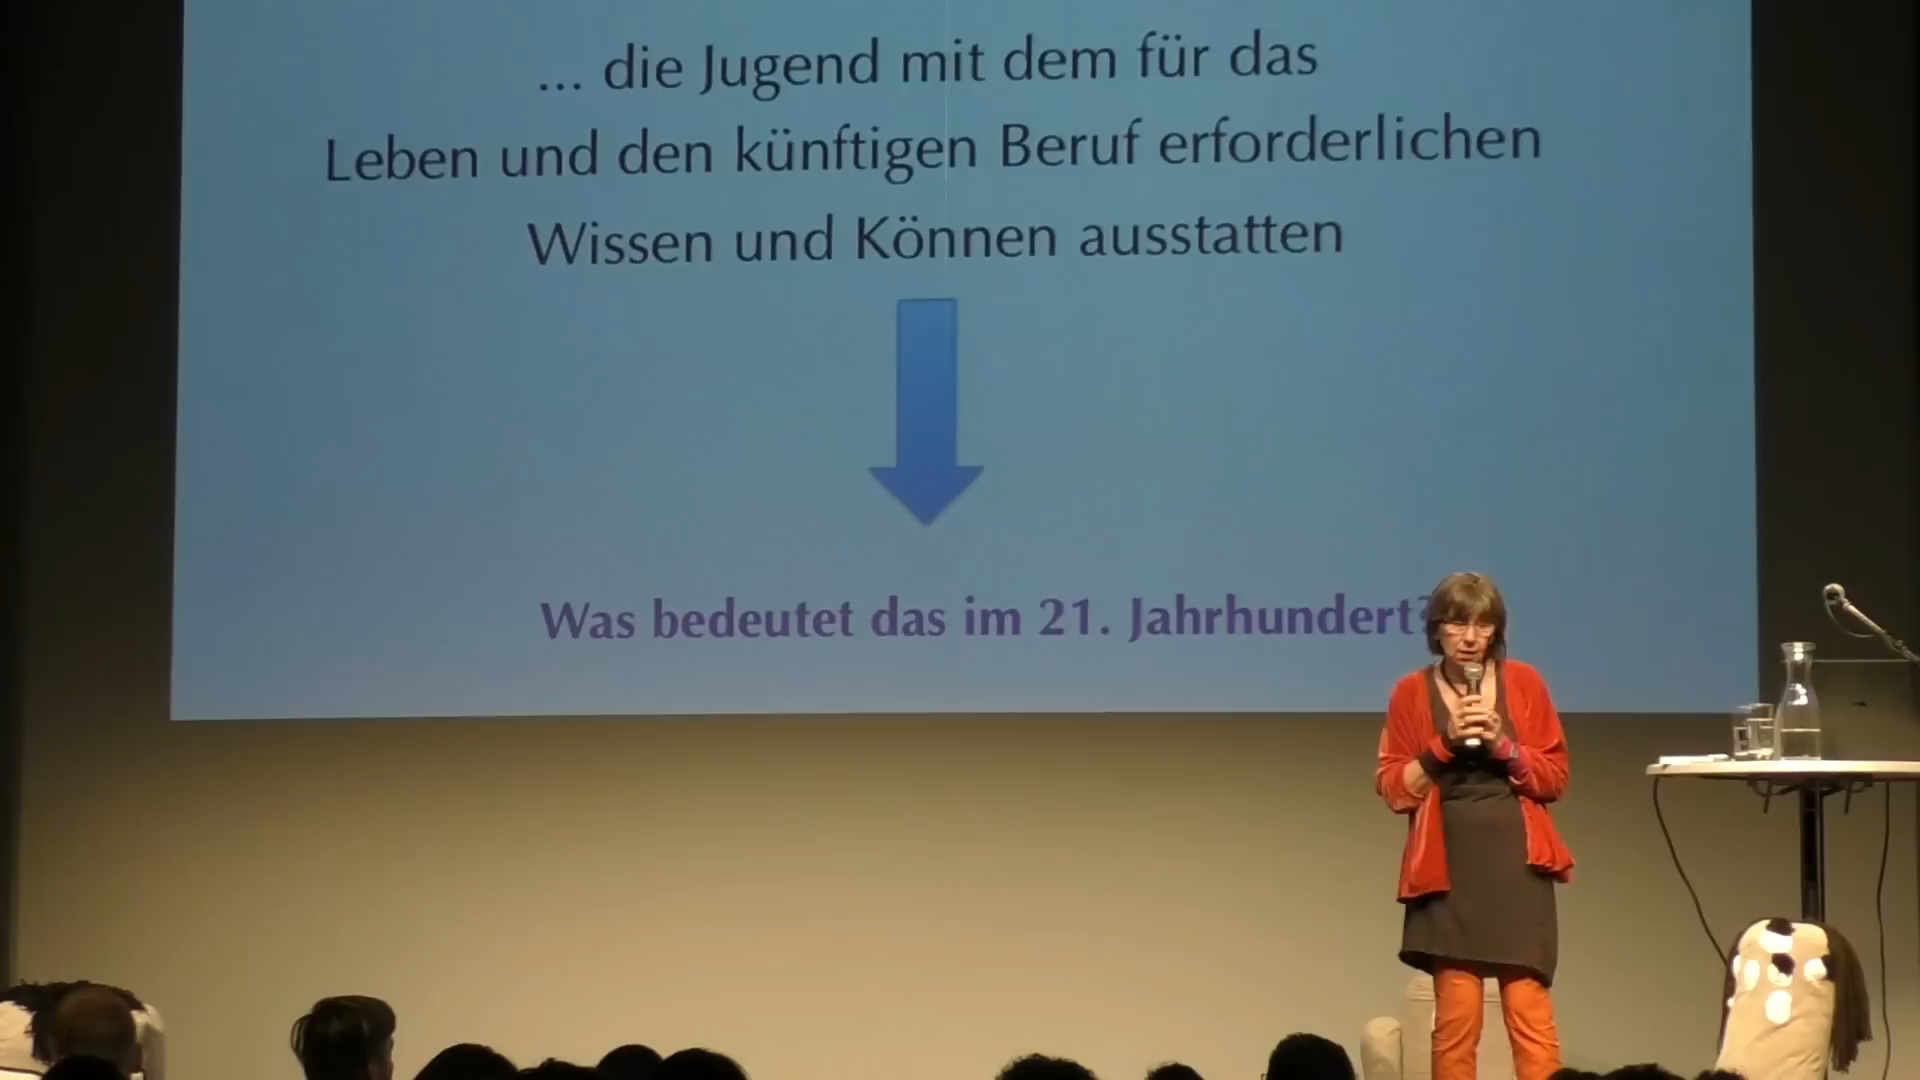 ... die Jugend mit dem für das
Leben und den künftigen Beruf erforderlichen
Wissen und Können ausstatten
Was bedeutet das im 21. Jahrhundert?